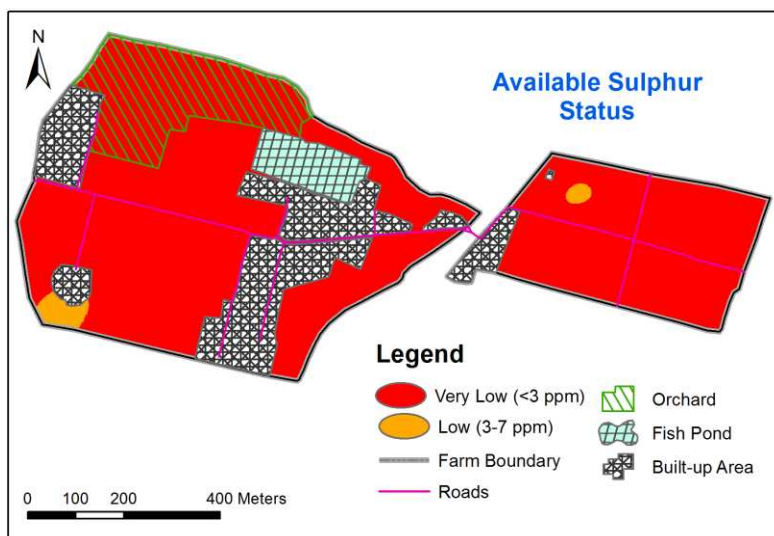 N
Available Sulphur
Status
Legend
Very Low (<3 ppm)
Low (3-7 ppm)
Farm Boundary
Roads
Orchard
Fish Pond
Built-up Area
0 100 200 400 Meters